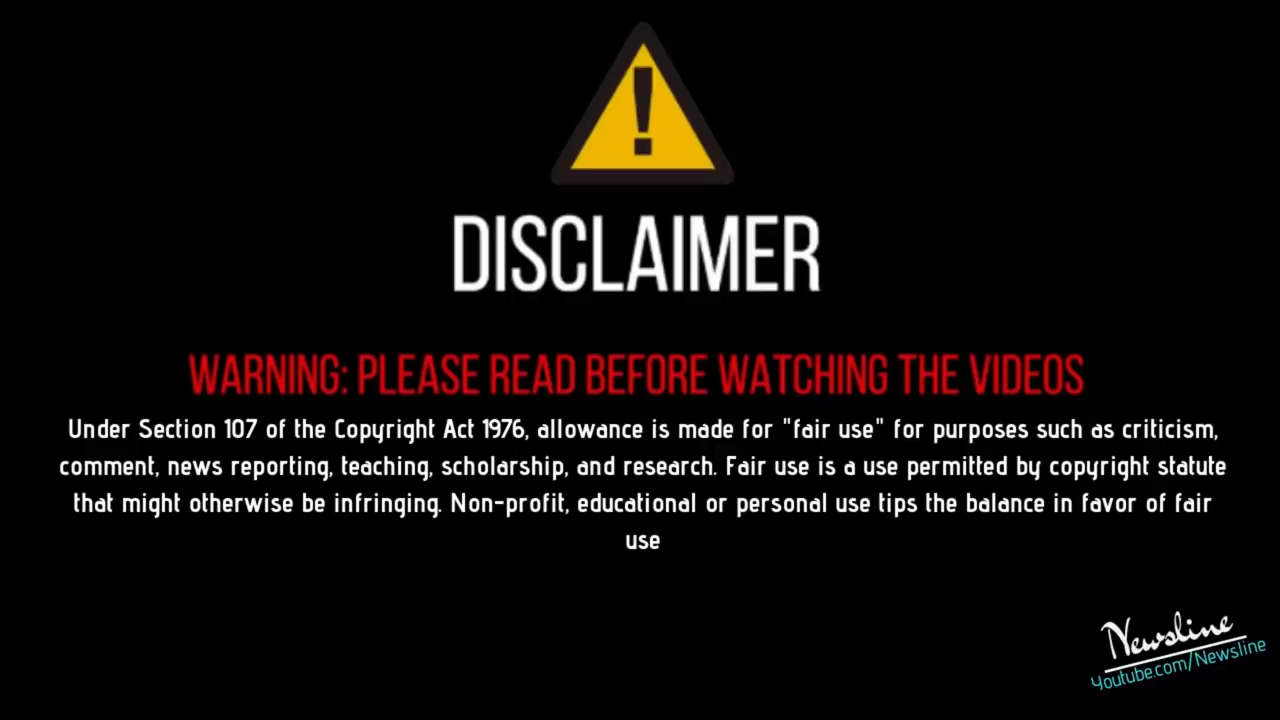 DISCLAIMER
WARNING: PLEASE READ BEFORE WATCHING THE VIDEOS
Under Section 107 of the Copyright Act 1976, allowance is made for "fair use" for purposes such as criticism,
comment, news reporting, teaching, scholarship, and research. Fair use is a use permitted by copyright statute
that might otherwise be infringing. Non-profit, educational or personal use tips the balance in favor of fair
use
Newsline
Youtube.com/Newsline